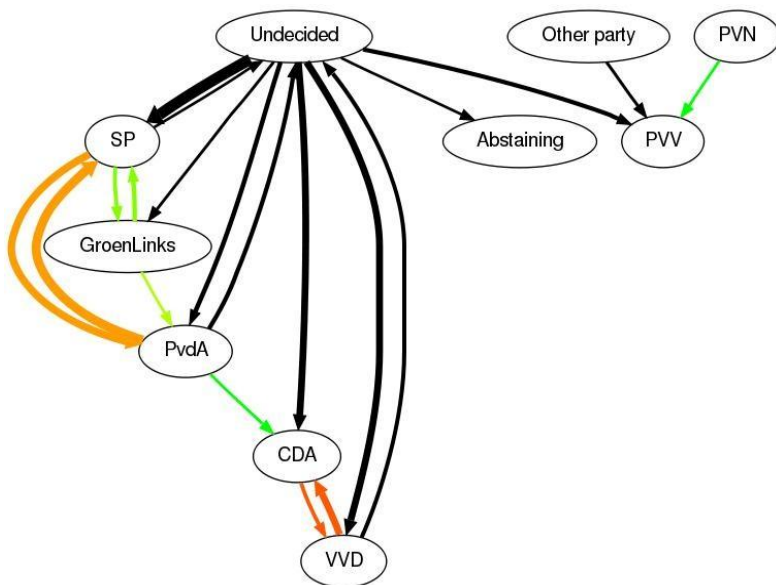 Undecided
Other party
PVN
SP
Abstaining
PVV
GroenLinks
PvdA
CDA
VVD